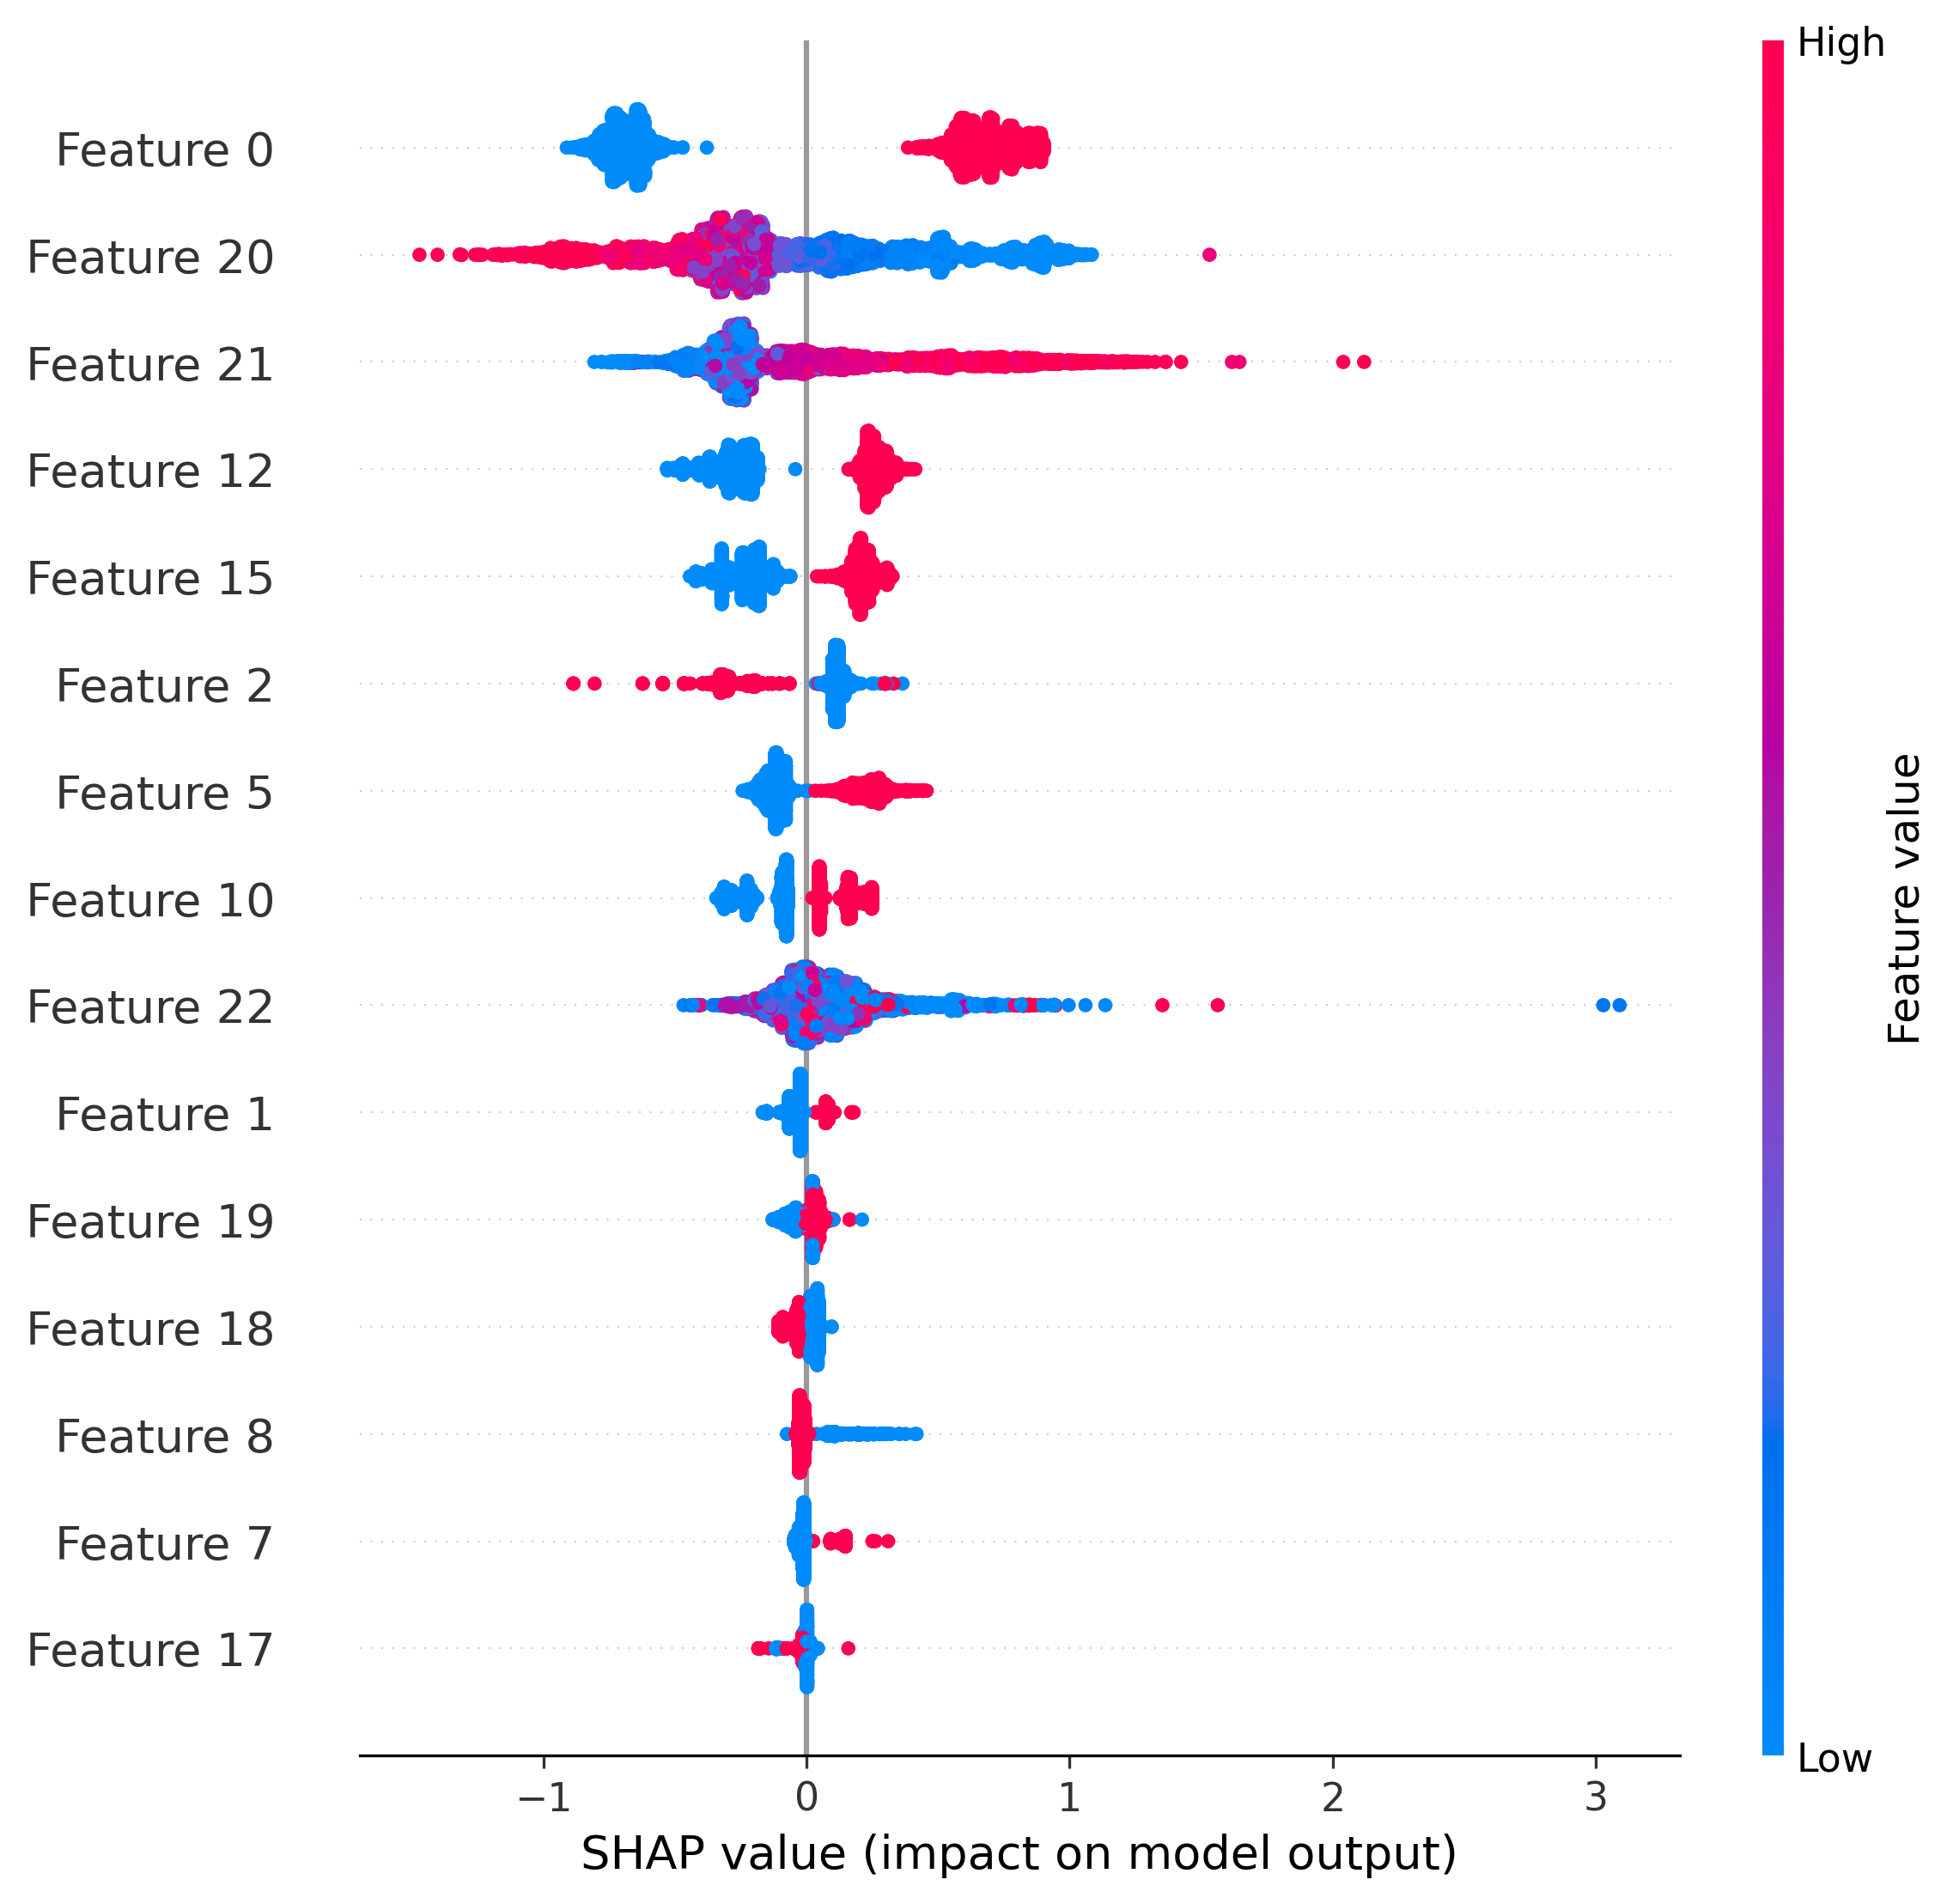 High
Feature 0
Feature 20
Feature 21
Feature 12
Feature 15
Feature 2
Feature 5
Feature 10
Feature 22
Feature 1
Feature 19
Feature 18
Feature 8
Feature 7
Feature 17
Feature value
Low
−1 0 1 2 3
SHAP value (impact on model output)